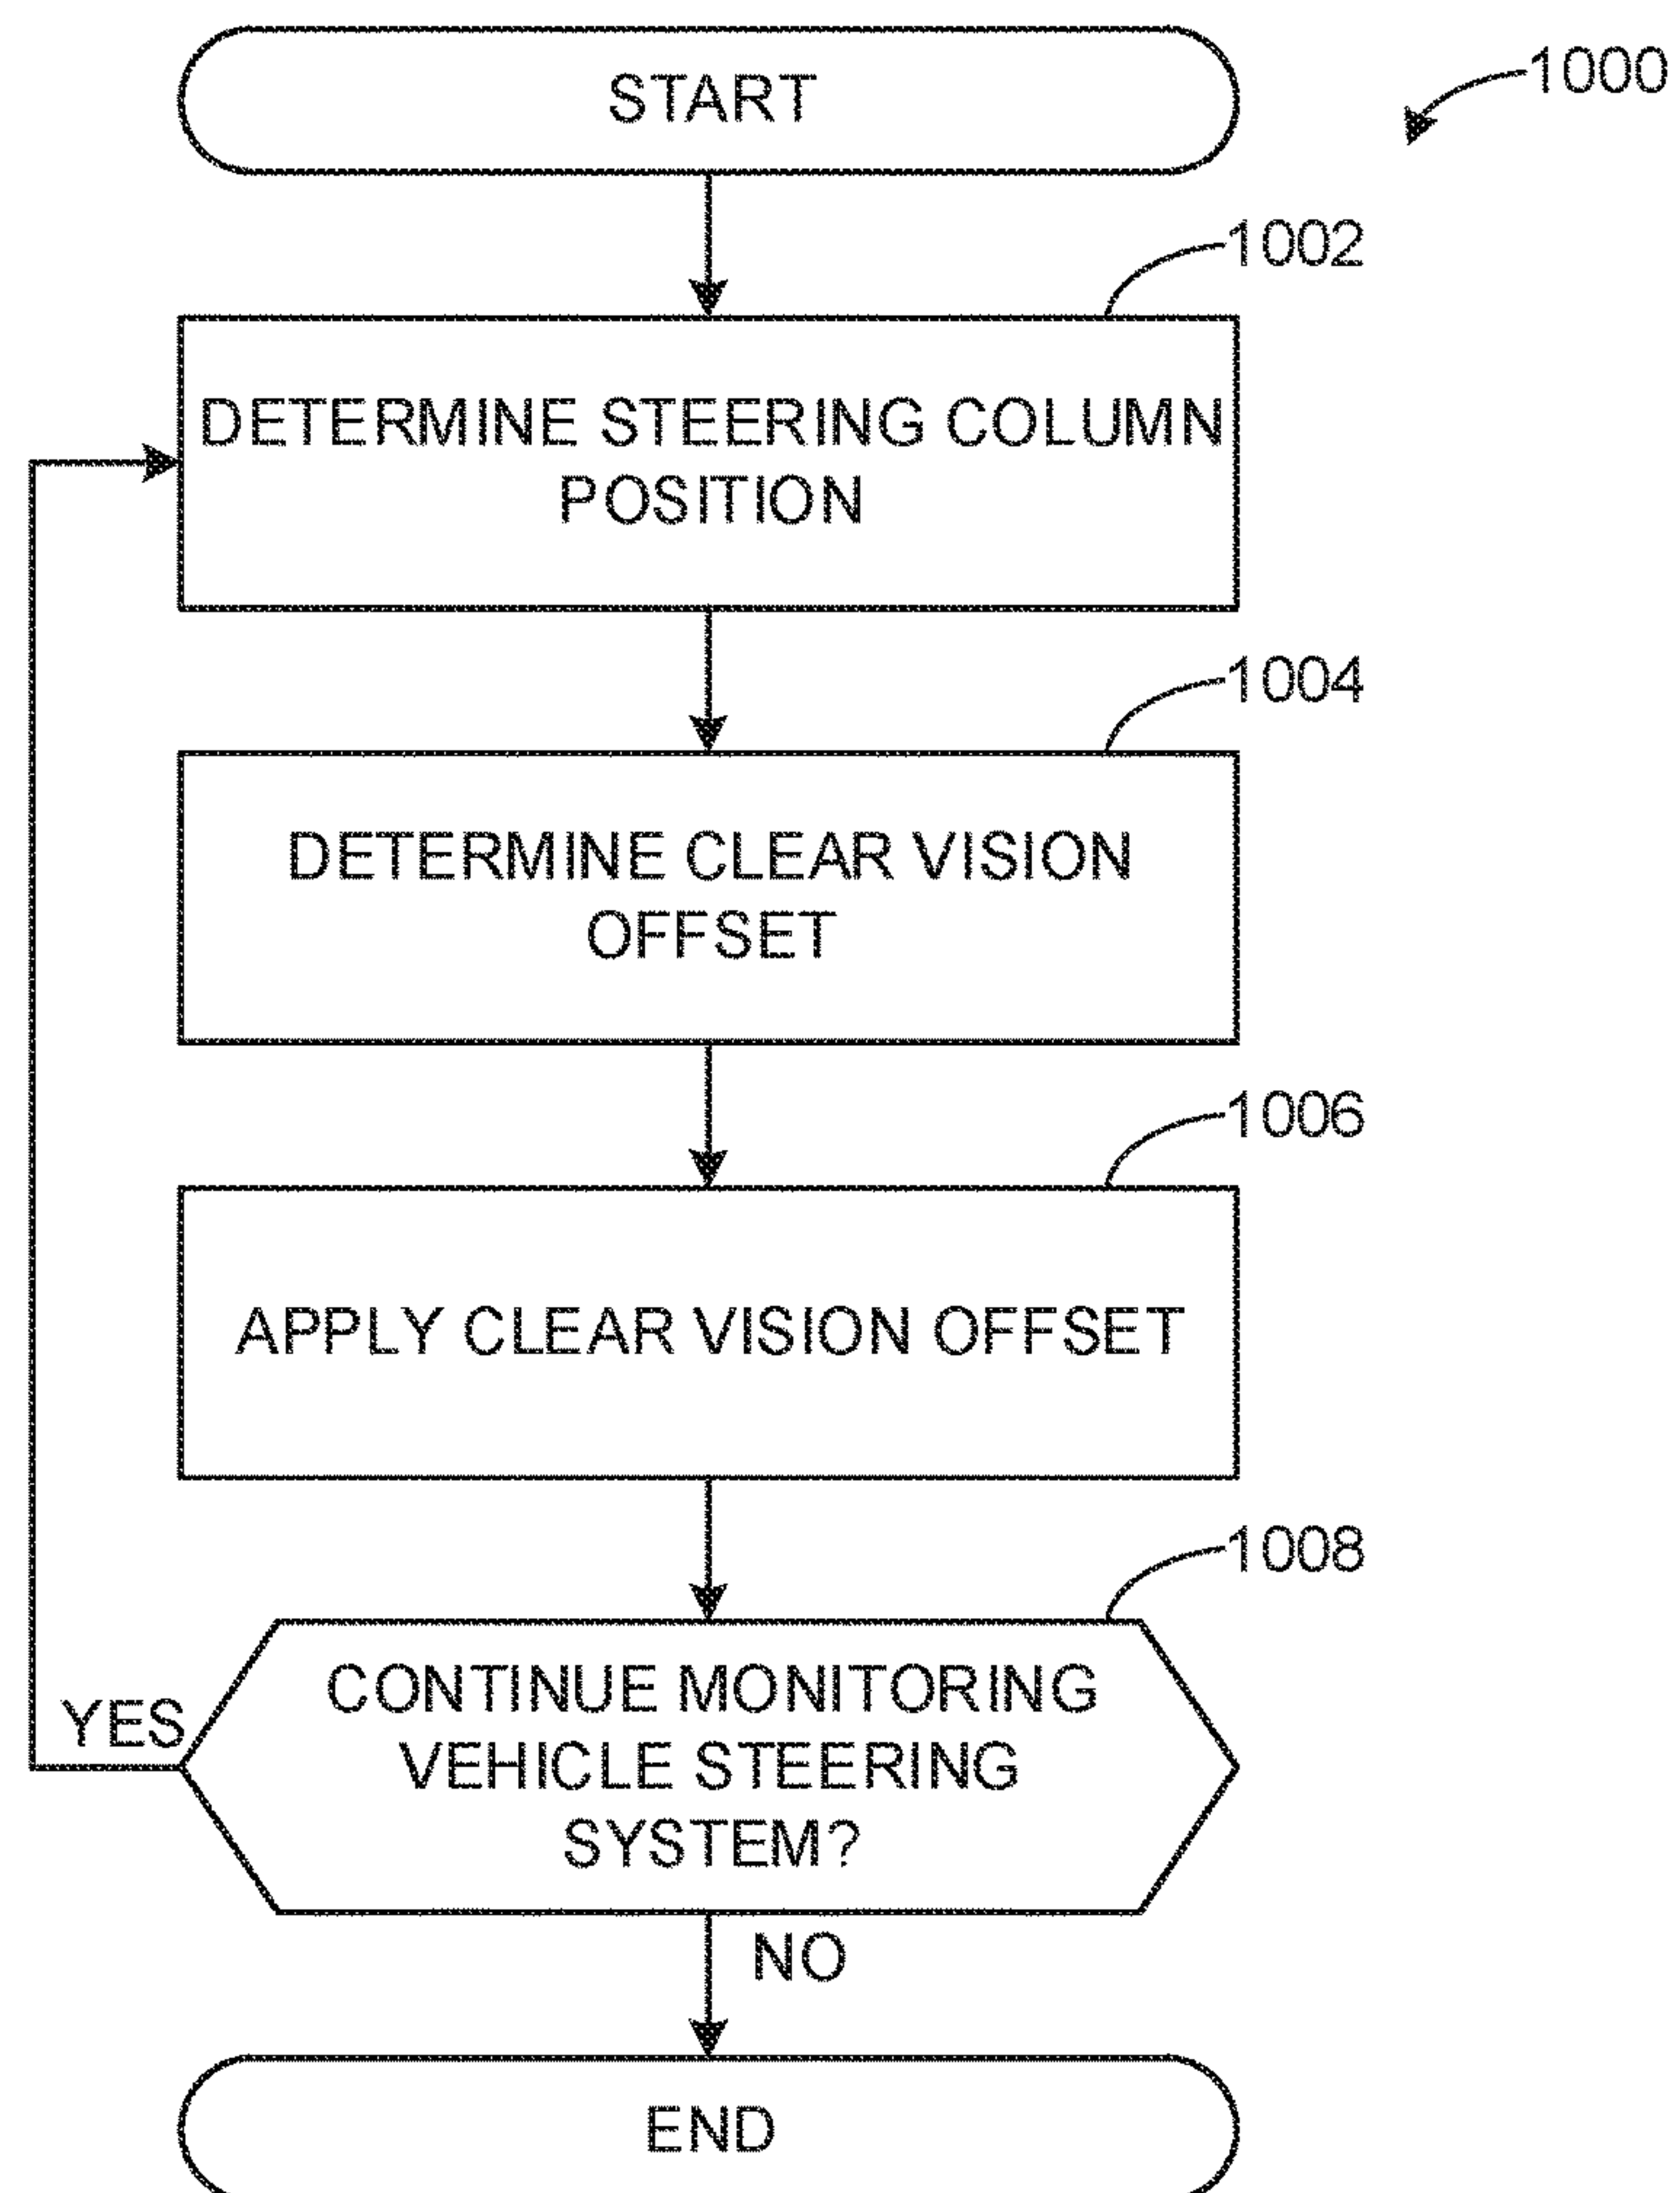 START
1000
1002
DETERMINE STEERING COLUMN
POSITION
1004
DETERMINE CLEAR VISION
OFFSET
1006
APPLY CLEAR VISION OFFSET
1008
CONTINUE MONITORING
VEHICLE STEERING
SYSTEM?
YES
NO
END